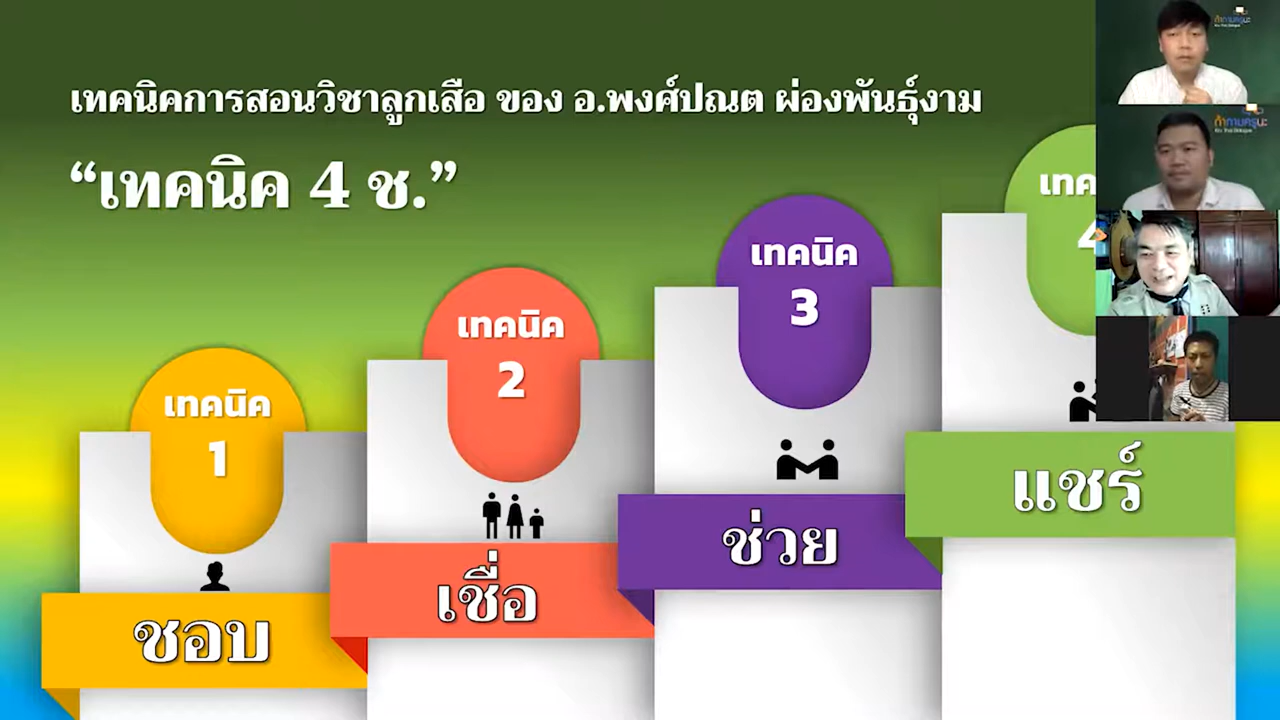 เทคนิคการสอนวิชาลูกเสือ ของ อ.พงศ์ปณต ผ่องพันธุ์งาม
“เทคนิค 4 ช.”
เทคนิค
1
ชอบ
เทคนิค
2
เชื่อ
เทคนิค
3
ช่วย
เทค
4
แชร์